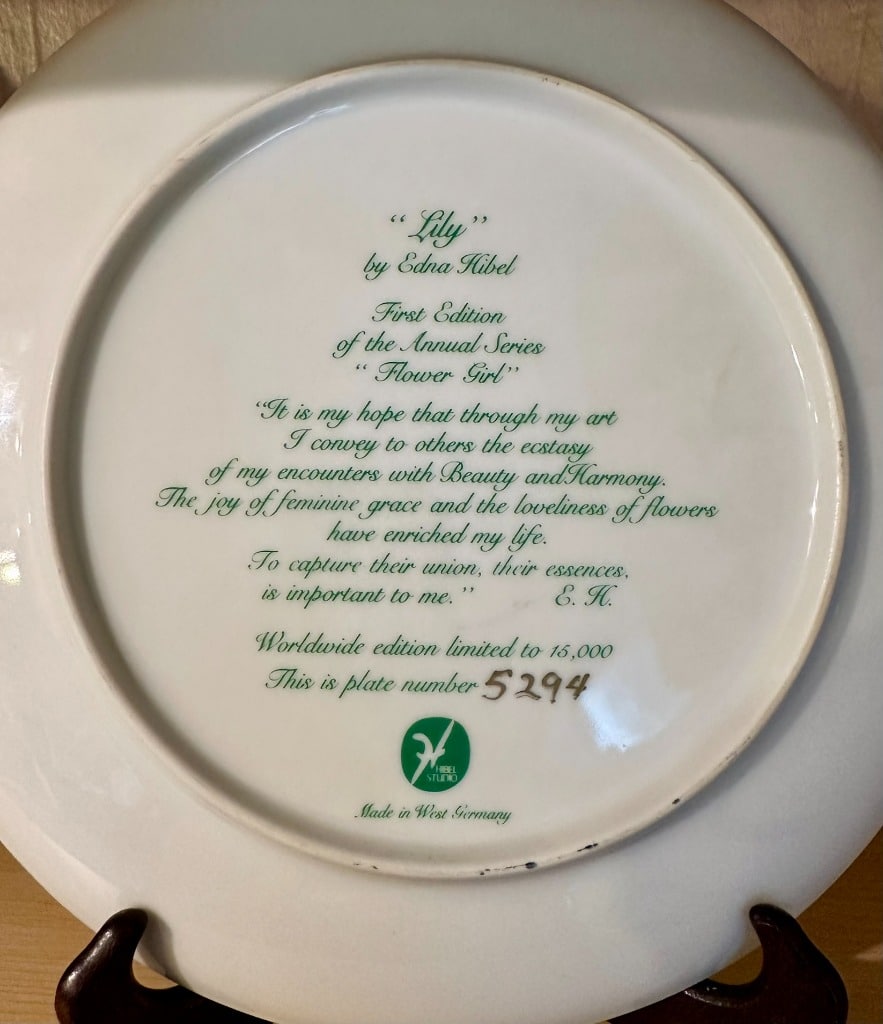 “Lily”
by Edna Hibel
First Edition
of the Annual Series
“Flower Girl”
“It is my hope that through my art
I convey to others the ecstasy
of my encounters with Beauty and Harmony.
The joy of feminine grace and the loveliness of flowers
have enriched my life.
To capture their union, their essences,
is important to me.” E. H.
Worldwide edition limited to 15,000
This is plate number 5294
HIBEL
STUDIO
Made in West Germany